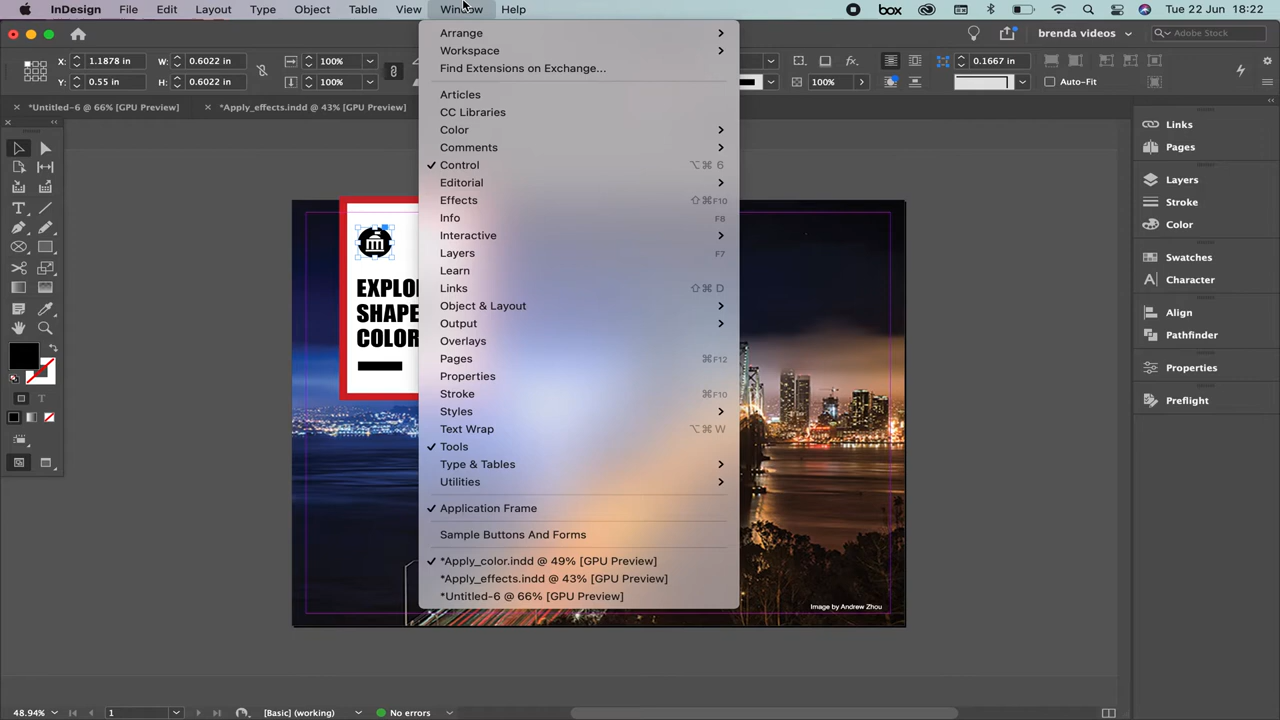 InDesign File Edit Layout Type Object Table View Window Help box Tue 22 Jun 18:22
brenda videos Adobe Stock
X: 1.1878 in W: 0.6022 in 100% 0.1667 in
Y: 0.55 in H: 0.6022 in 100% 100% Auto-Fit
*Untitled-6 @ 66% [GPU Preview] *Apply_effects.indd @ 43% [GPU Preview]
Arrange
Workspace
Find Extensions on Exchange...
Articles
CC Libraries
Color
Comments
Control ⌥⌘ 6
Editorial
Effects ⇧⌘F10
Info F8
Interactive
Layers F7
Learn
Links ⇧⌘ D
Object & Layout
Output
Overlays
Pages ⌘F12
Properties
Stroke ⌘F10
Styles
Text Wrap ⌥⌘ W
Tools
Type & Tables
Utilities
Application Frame
Sample Buttons And Forms
*Apply_color.indd @ 49% [GPU Preview]
*Apply_effects.indd @ 43% [GPU Preview]
*Untitled-6 @ 66% [GPU Preview]
Links
Pages
Layers
Stroke
Color
Swatches
Character
Align
Pathfinder
Properties
Preflight
EXPLO
SHAPE
COLOR
Image by Andrew Zhou
48.94% 1 [Basic] (working) No errors